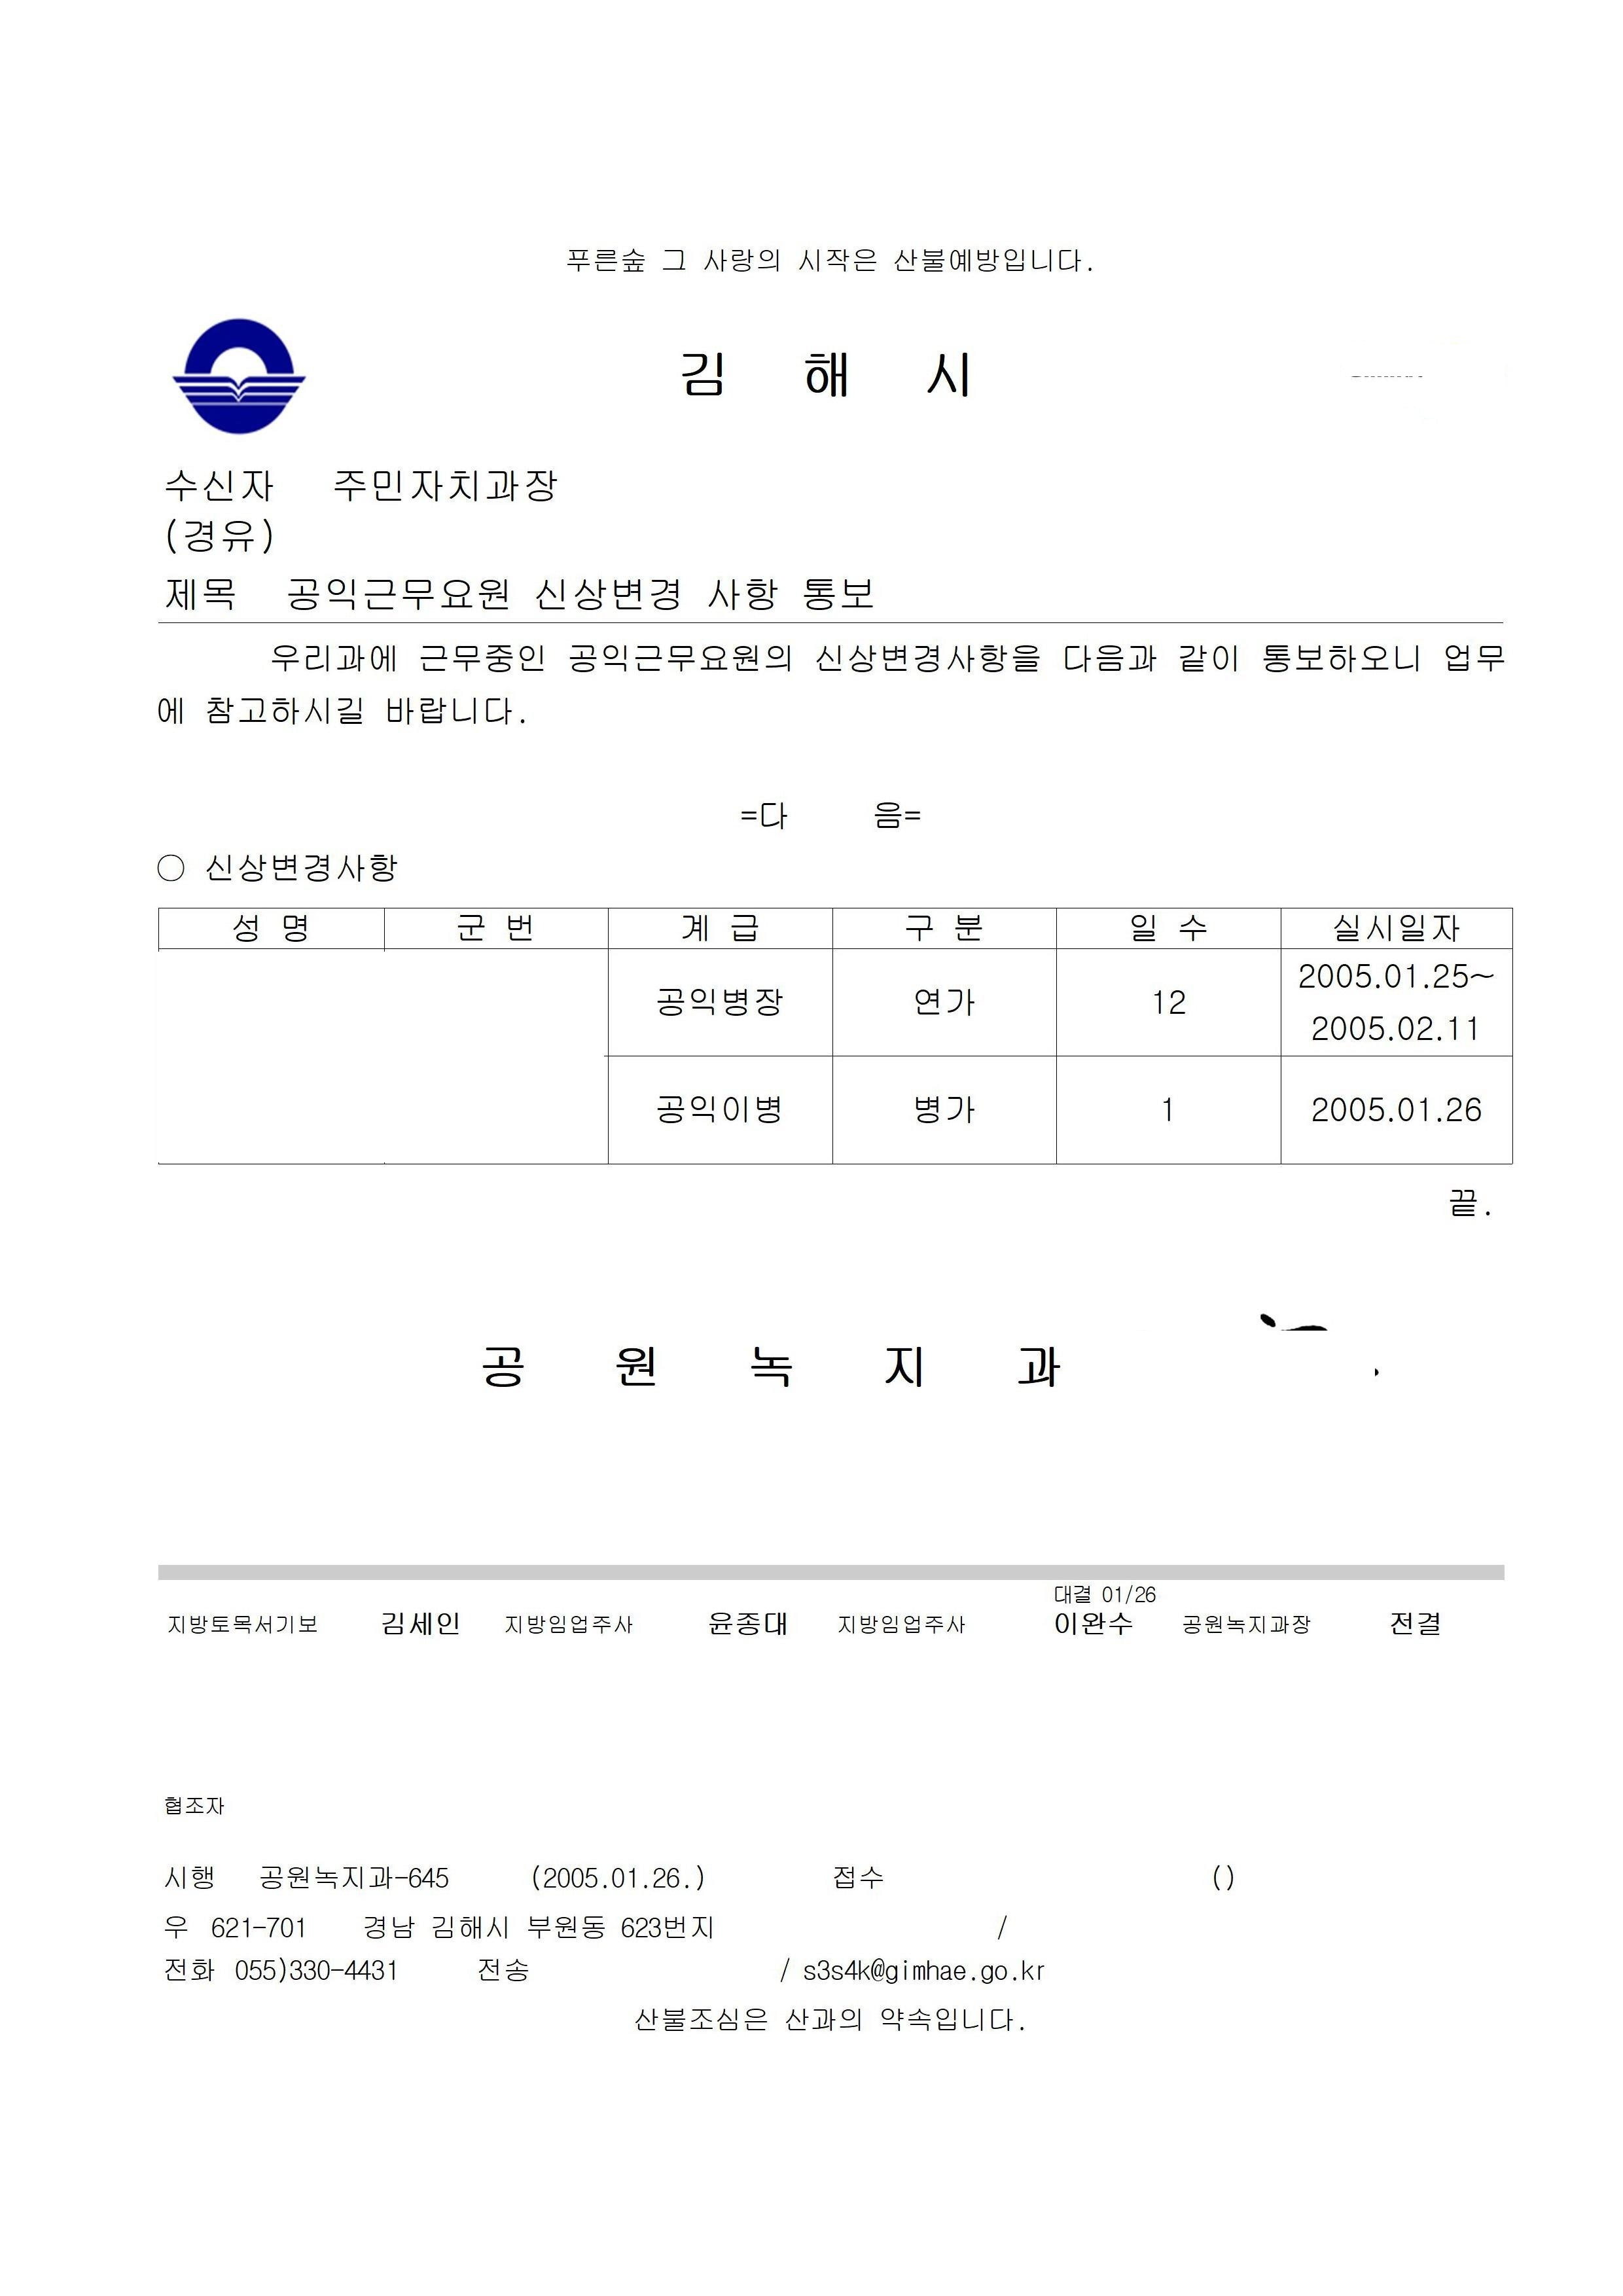 푸른숲 그 사랑의 시작은 산불예방입니다.
김 해 시
수신자 주민자치과장
(경유)
제목 공익근무요원 신상변경 사항 통보
우리과에 근무중인 공익근무요원의 신상변경사항을 다음과 같이 통보하오니 업무
에 참고하시길 바랍니다.
=다 음=
○ 신상변경사항
성 명 군 번 계 급 구 분 일 수 실시일자
공익병장 연가 12 2005.01.25~
2005.02.11
공익이병 병가 1 2005.01.26
끝.
공 원 녹 지 과
대결 01/26
지방토목서기보 김세인 지방임업주사 윤종대 지방임업주사 이완수 공원녹지과장 전결
협조자
시행 공원녹지과-645 (2005.01.26.) 접수 ()
우 621-701 경남 김해시 부원동 623번지 /
전화 055)330-4431 전송 / s3s4k@gimhae.go.kr
산불조심은 산과의 약속입니다.